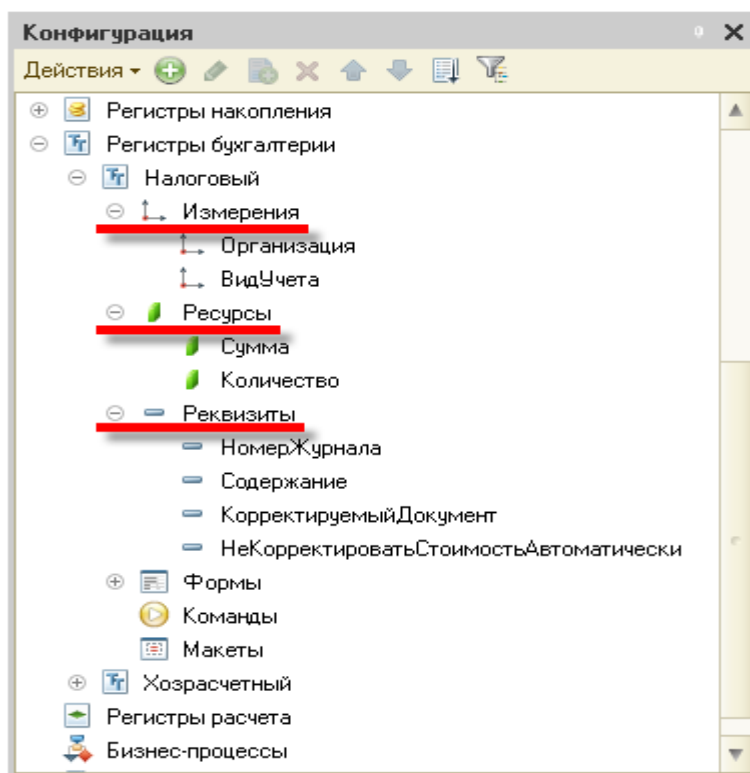 Конфигурация
Действия
Регистры накопления
Регистры бухгалтерии
Налоговый
Измерения
Организация
ВидУчета
Ресурсы
Сумма
Количество
Реквизиты
НомерЖурнала
Содержание
КорректируемыйДокумент
НеКорректироватьСтоимостьАвтоматически
Формы
Команды
Макеты
Хозрасчетный
Регистры расчета
Бизнес-процессы